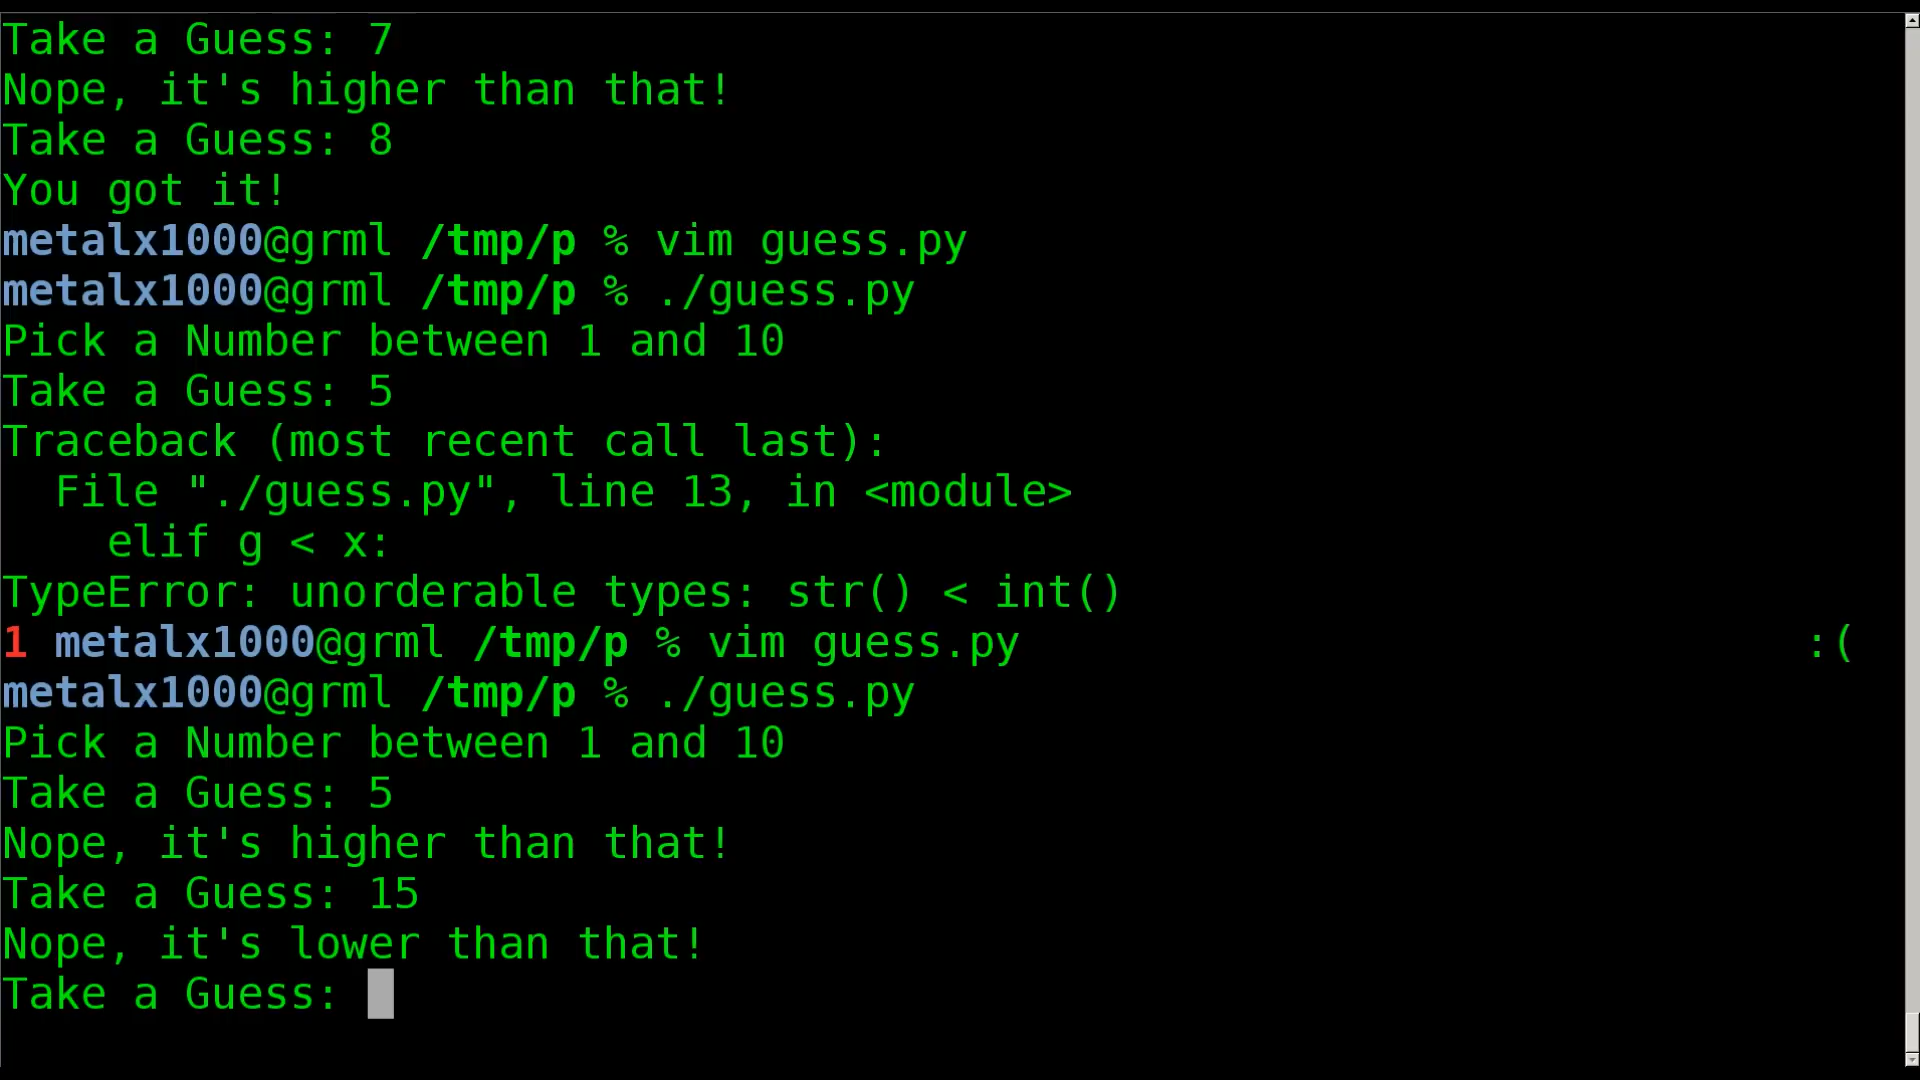 Take a Guess: 7
Nope, it's higher than that!
Take a Guess: 8
You got it!
metalx1000@grml /tmp/p % vim guess.py
metalx1000@grml /tmp/p % ./guess.py
Pick a Number between 1 and 10
Take a Guess: 5
Traceback (most recent call last):
  File "./guess.py", line 13, in <module>
    elif g < x:
TypeError: unorderable types: str() < int()
1 metalx1000@grml /tmp/p % vim guess.py :(
metalx1000@grml /tmp/p % ./guess.py
Pick a Number between 1 and 10
Take a Guess: 5
Nope, it's higher than that!
Take a Guess: 15
Nope, it's lower than that!
Take a Guess: